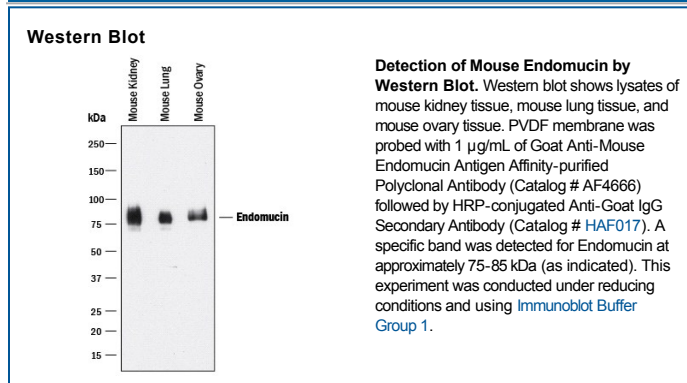 Western Blot
Mouse Kidney
Mouse Lung
Mouse Ovary
kDa
250
150
100
75
50
37
25
20
15
Endomucin
Detection of Mouse Endomucin by
Western Blot. Western blot shows lysates of
mouse kidney tissue, mouse lung tissue, and
mouse ovary tissue. PVDF membrane was
probed with 1 µg/mL of Goat Anti-Mouse
Endomucin Antigen Affinity-purified
Polyclonal Antibody (Catalog # AF4666)
followed by HRP-conjugated Anti-Goat IgG
Secondary Antibody (Catalog # HAF017). A
specific band was detected for Endomucin at
approximately 75-85 kDa (as indicated). This
experiment was conducted under reducing
conditions and using Immunoblot Buffer
Group 1.